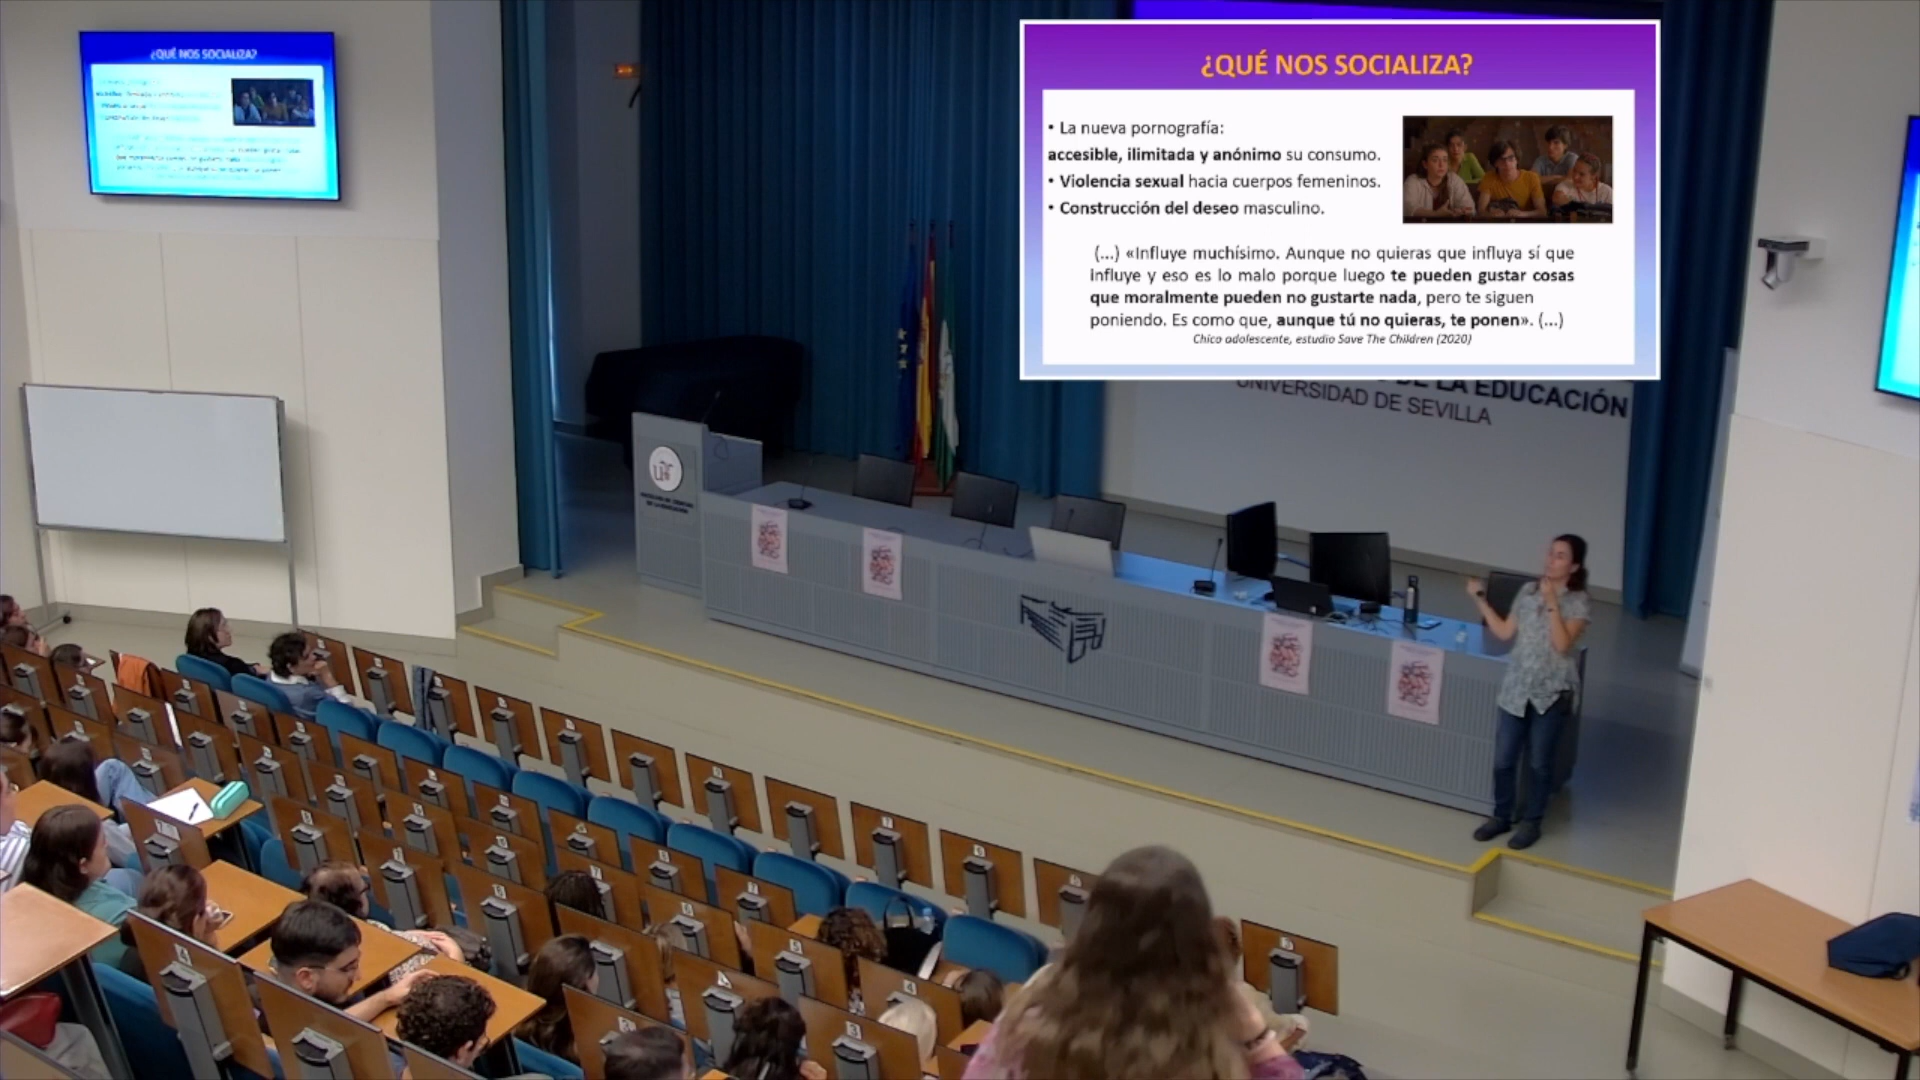 ¿QUÉ NOS SOCIALIZA?
¿QUÉ NOS SOCIALIZA?
• La nueva pornografía:
accesible, ilimitada y anónimo su consumo.
• Violencia sexual hacia cuerpos femeninos.
• Construcción del deseo masculino.
(...) «Influye muchísimo. Aunque no quieras que influya sí que
influye y eso es lo malo porque luego te pueden gustar cosas
que moralmente pueden no gustarte nada, pero te siguen
poniendo. Es como que, aunque tú no quieras, te ponen». (...)
Chico adolescente, estudio Save The Children (2020)
DE LA EDUCACIÓN
UNIVERSIDAD DE SEVILLA